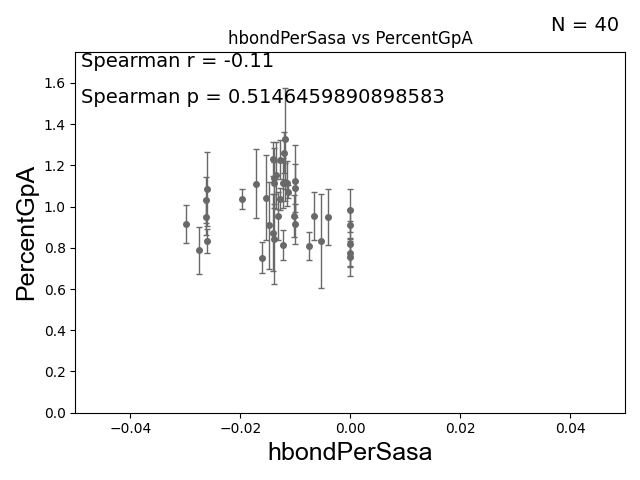 N = 40
hbondPerSasa vs PercentGpA
Spearman r = -0.11
Spearman p = 0.5146459890898583
1.6
1.4
1.2
1.0
0.8
0.6
0.4
0.2
0.0
PercentGpA
−0.04 −0.02 0.00 0.02 0.04
hbondPerSasa